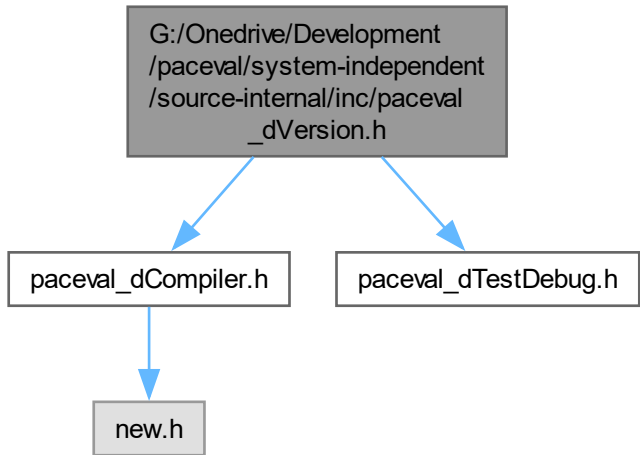 G:/Onedrive/Development
/paceval/system-independent
/source-internal/inc/paceval
_dVersion.h
paceval_dCompiler.h
paceval_dTestDebug.h
new.h